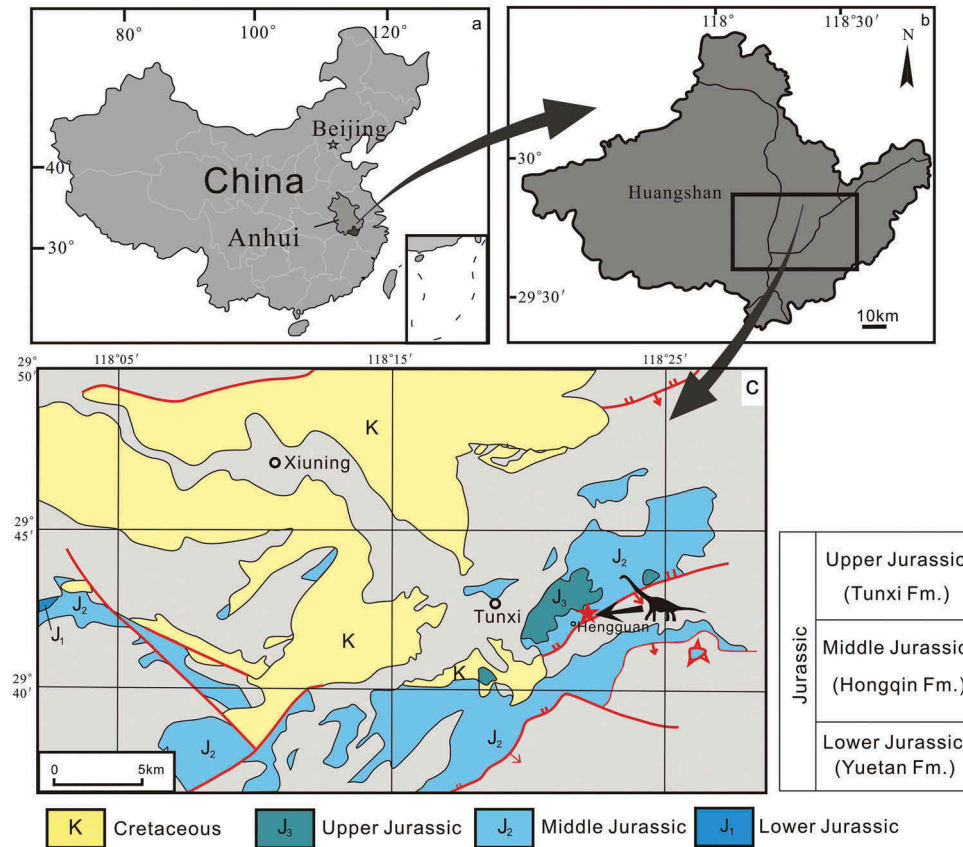 80°
100°
120°
a
Beijing
40°
China
Anhui
30°
118°
118°30′
b
N
30°
Huangshan
29°30′
10km
118°05′
118°15′
118°25′
29°
50′
C
K
Xiuning
29°
45′
J₂
J₃
J₂
Tunxi
Hengguan
J₁
K
K
29°
40′
J₂
J₂
0 5km
Jurassic
Upper Jurassic
(Tunxi Fm.)
Middle Jurassic
(Hongqin Fm.)
Lower Jurassic
(Yuetan Fm.)
K Cretaceous J₃ Upper Jurassic J₂ Middle Jurassic J₁ Lower Jurassic